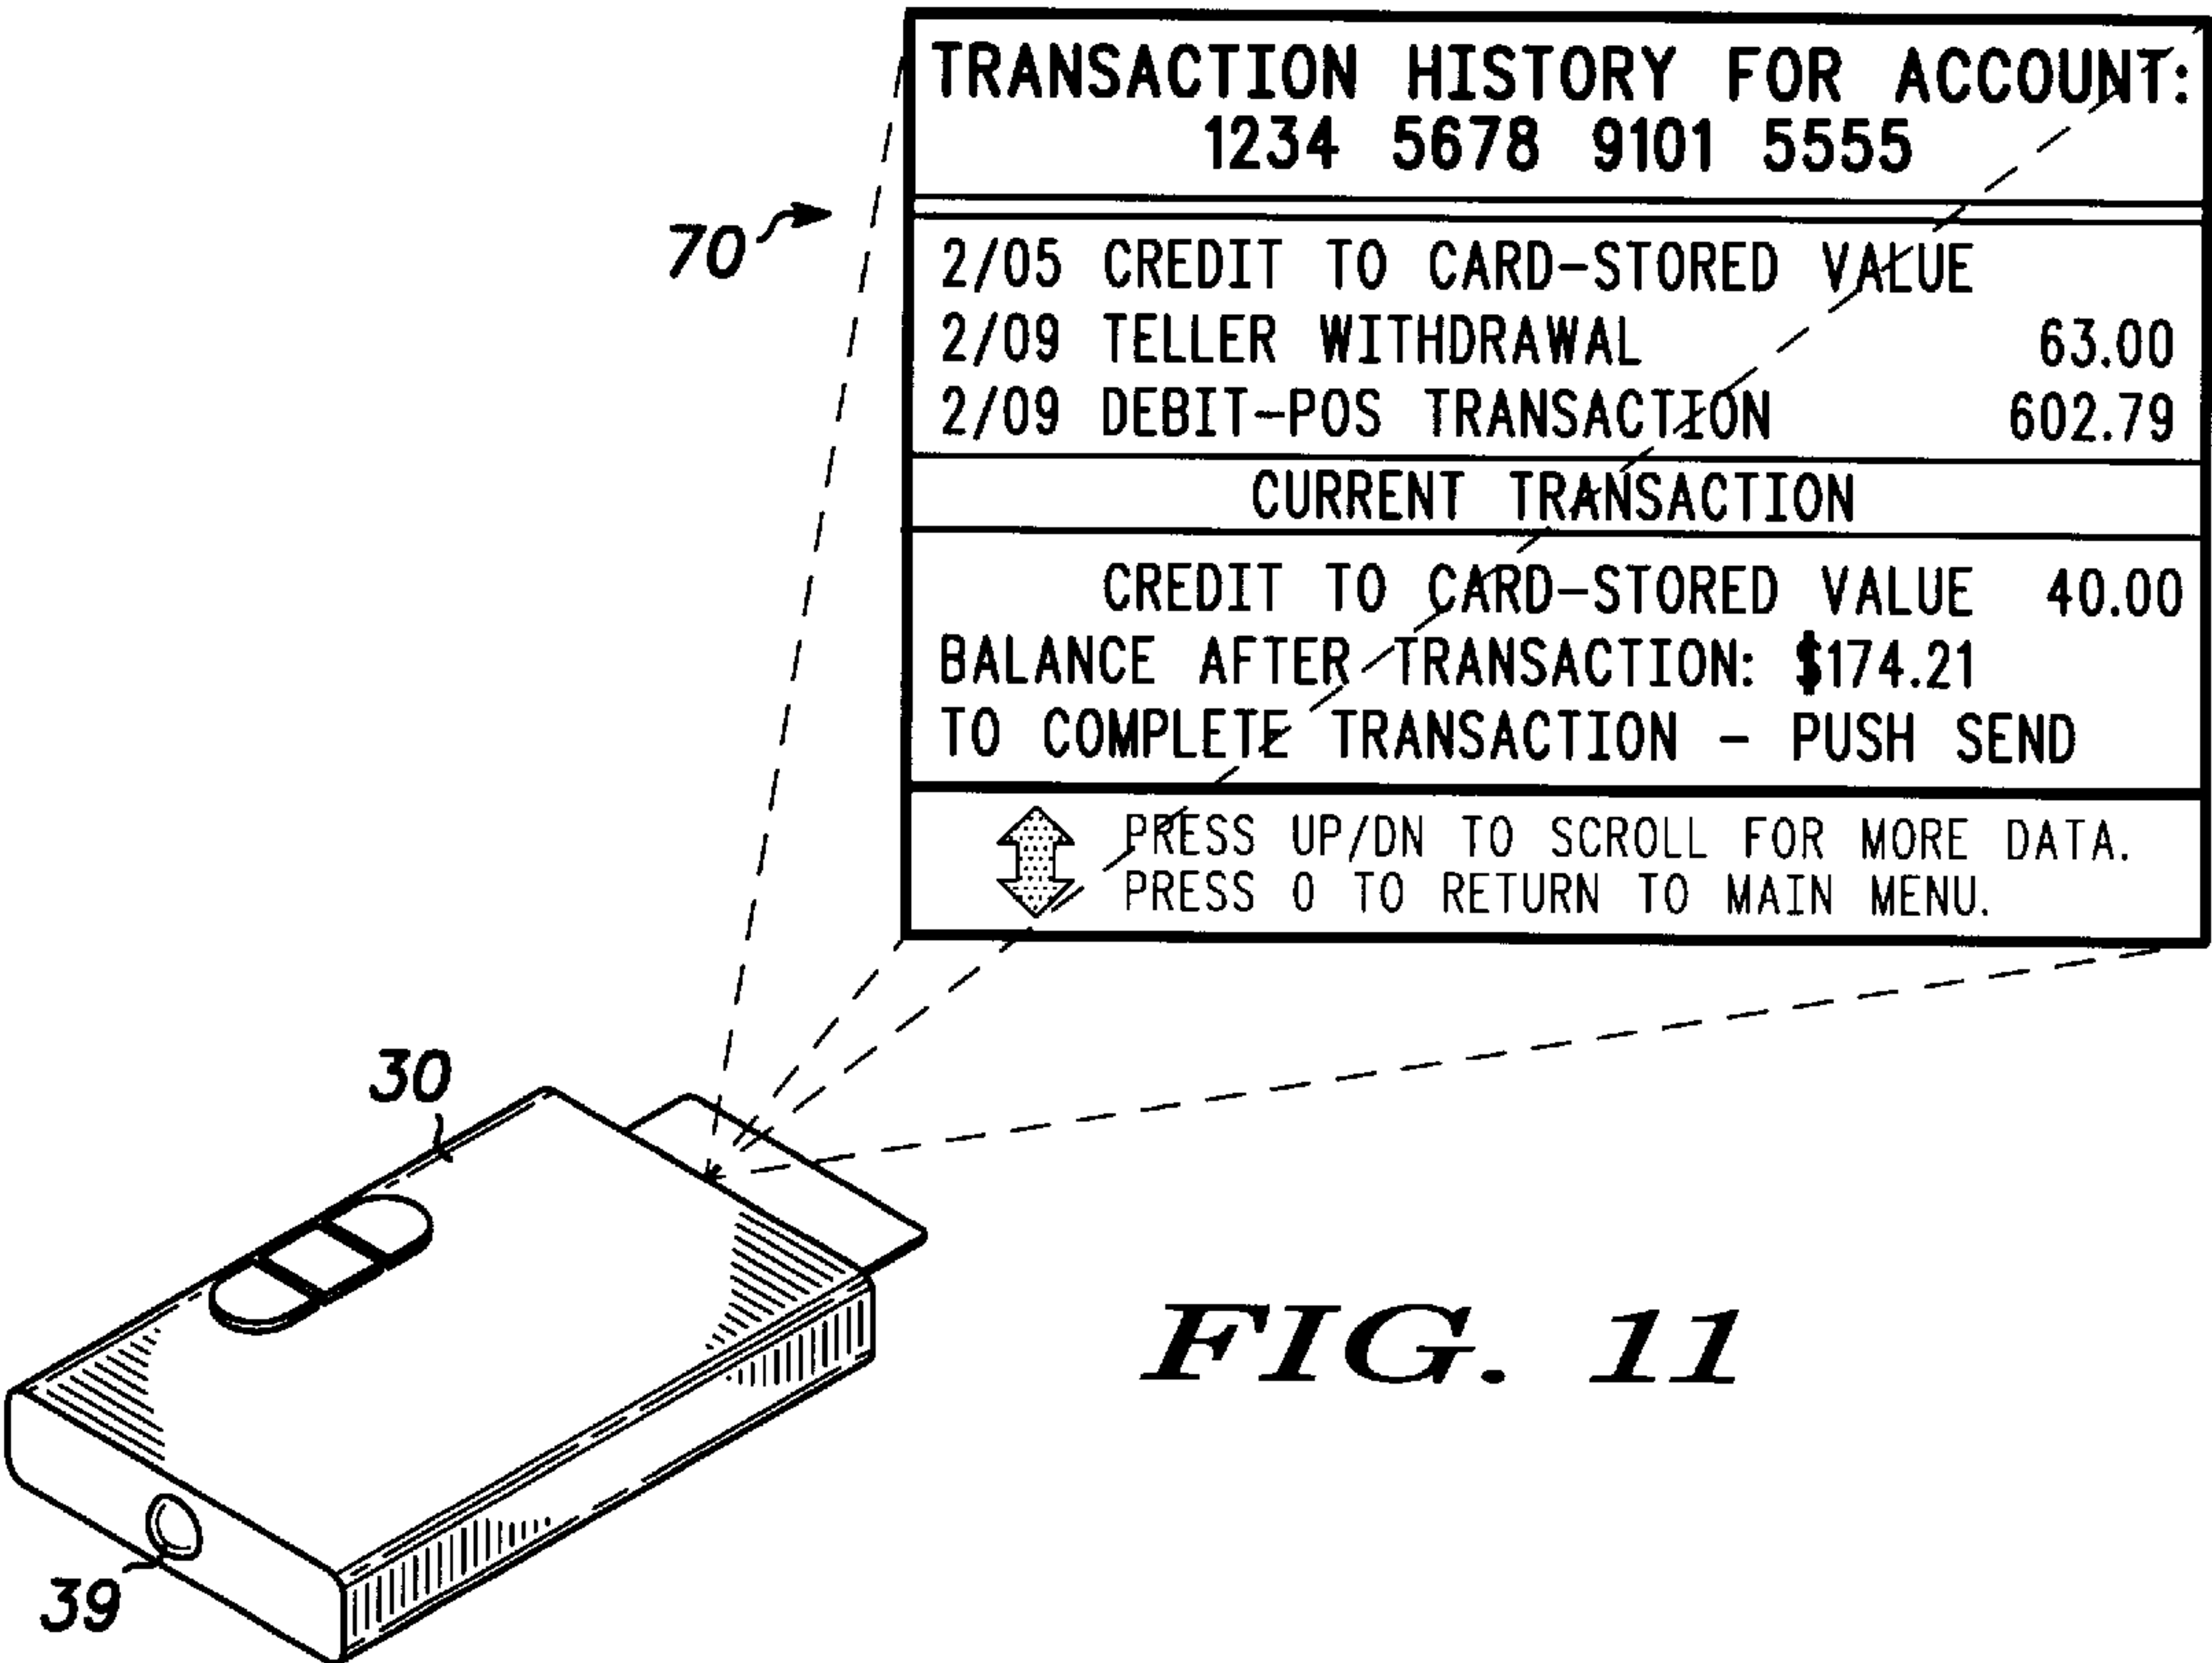 TRANSACTION HISTORY FOR ACCOUNT:
1234 5678 9101 5555
70
2/05 CREDIT TO CARD-STORED VALUE
2/09 TELLER WITHDRAWAL 63.00
2/09 DEBIT-POS TRANSACTION 602.79
CURRENT TRANSACTION
CREDIT TO CARD-STORED VALUE 40.00
BALANCE AFTER TRANSACTION: $174.21
TO COMPLETE TRANSACTION - PUSH SEND
PRESS UP/DN TO SCROLL FOR MORE DATA.
PRESS 0 TO RETURN TO MAIN MENU.
30
39
FIG. 11